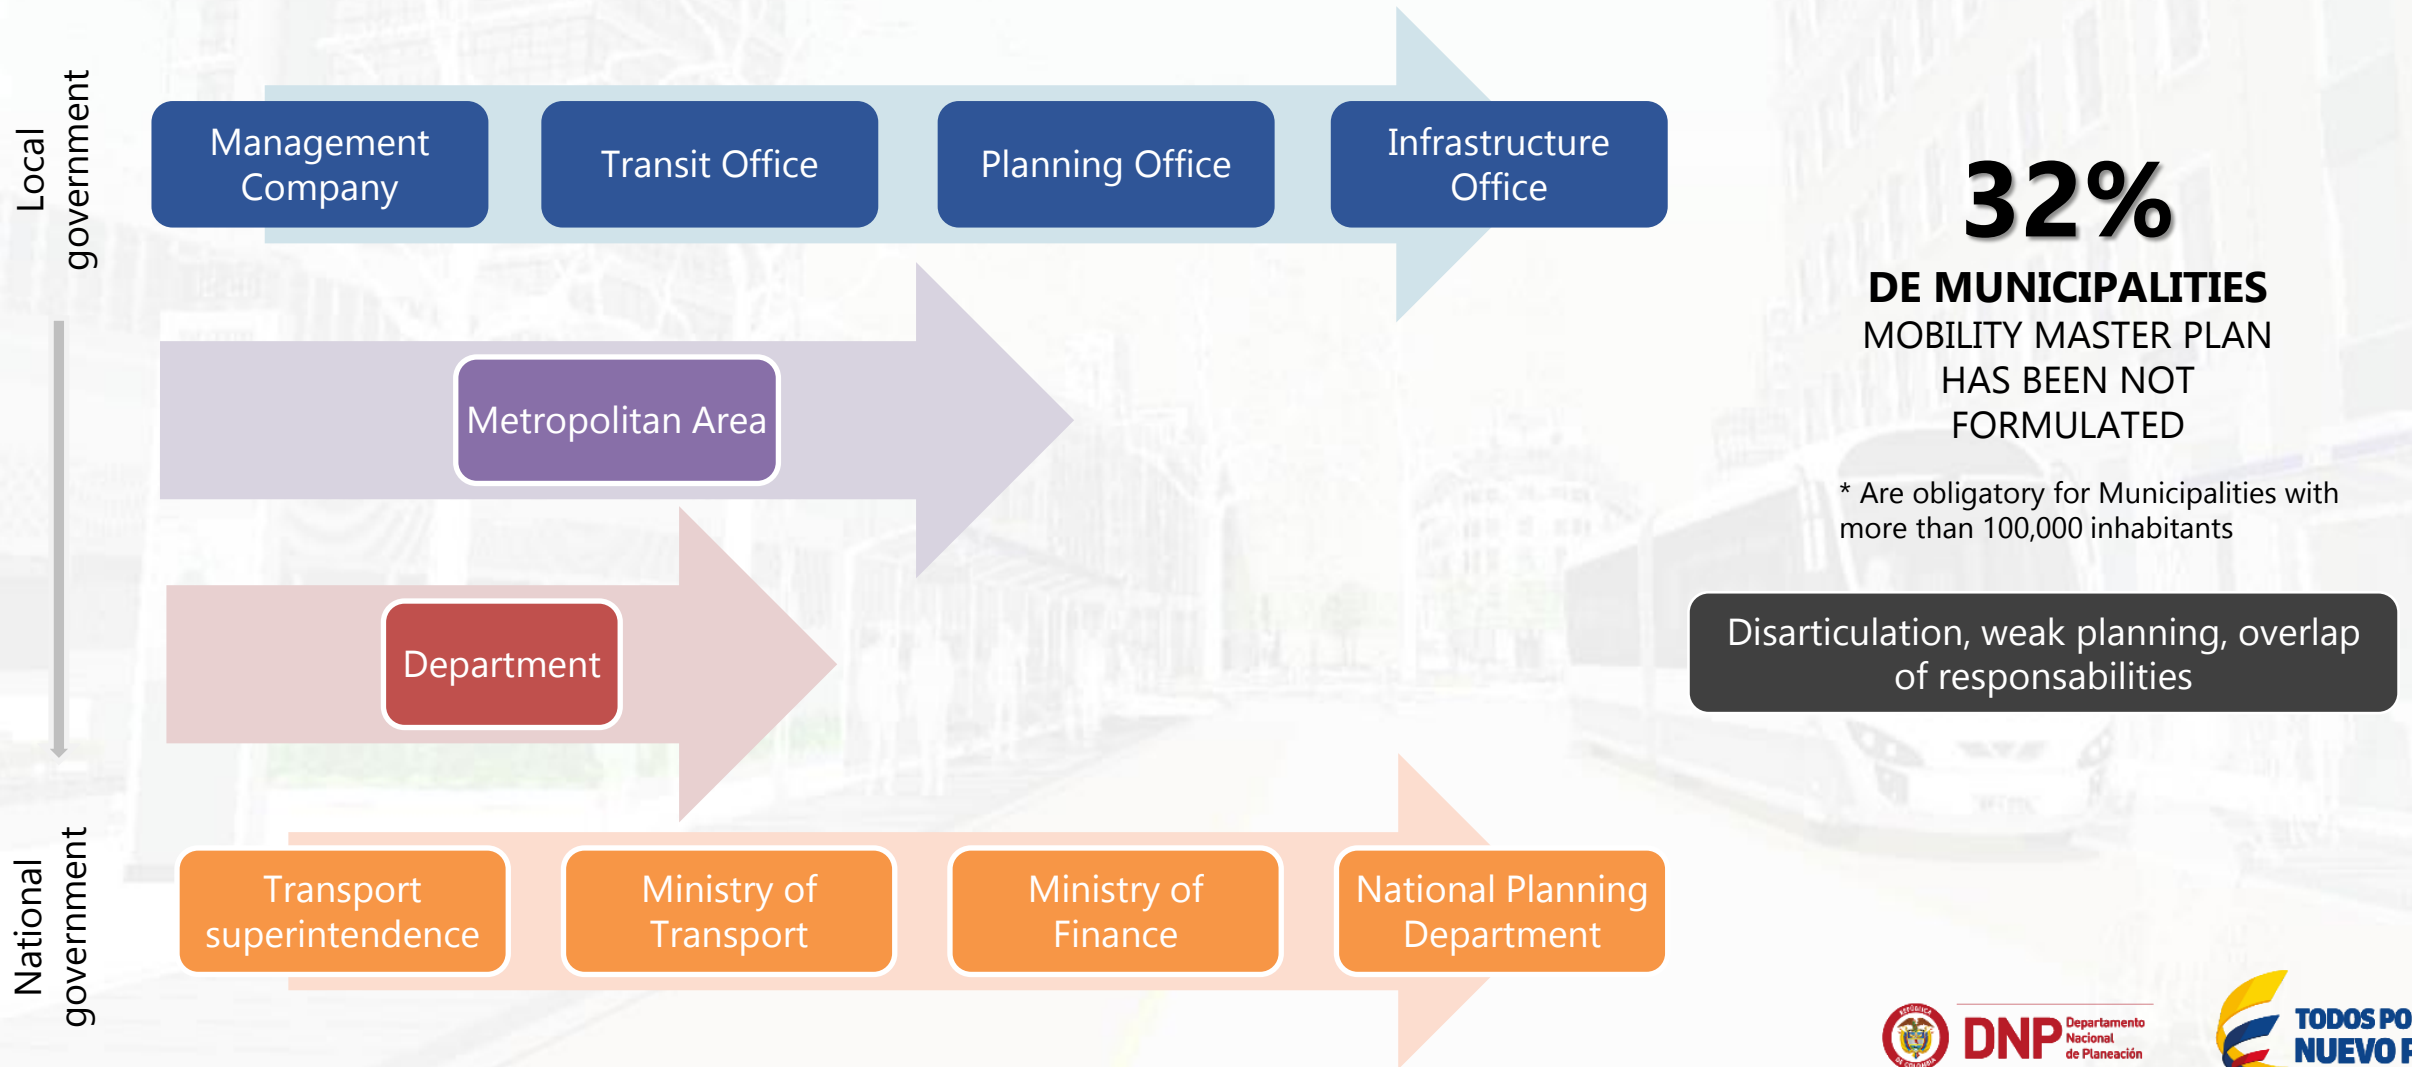 Local
government
Management
Company
Transit Office
Planning Office
Infrastructure
Office
Metropolitan Area
Department
National
government
Transport
superintendence
Ministry of
Transport
Ministry of
Finance
National Planning
Department
32%
DE MUNICIPALITIES
MOBILITY MASTER PLAN
HAS BEEN NOT
FORMULATED
* Are obligatory for Municipalities with
more than 100,000 inhabitants
Disarticulation, weak planning, overlap
of responsabilities
DNP
Departamento
Nacional
de Planeación
TODOS PO
NUEVO